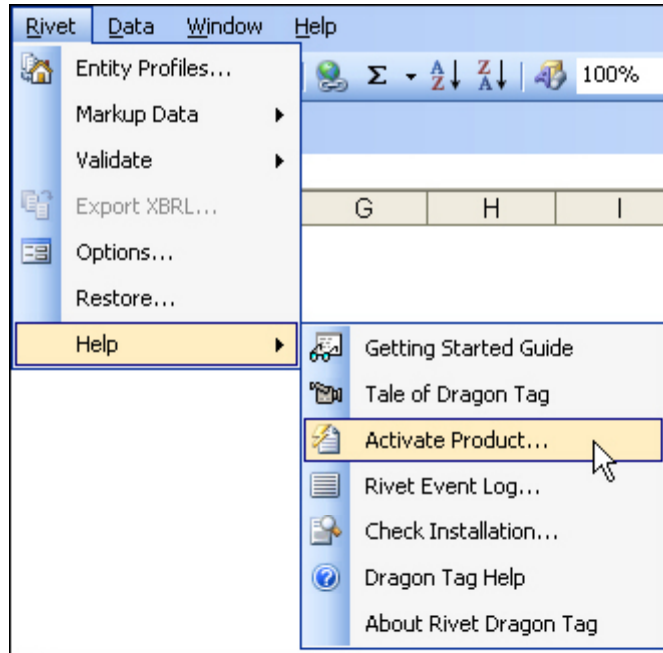 Rivet Data Window Help
Entity Profiles...
Σ A Z Z A 100%
Markup Data
Validate
Export XBRL...
G H I
Options...
Restore...
Help
Getting Started Guide
Tale of Dragon Tag
Activate Product...
Rivet Event Log...
Check Installation...
Dragon Tag Help
About Rivet Dragon Tag